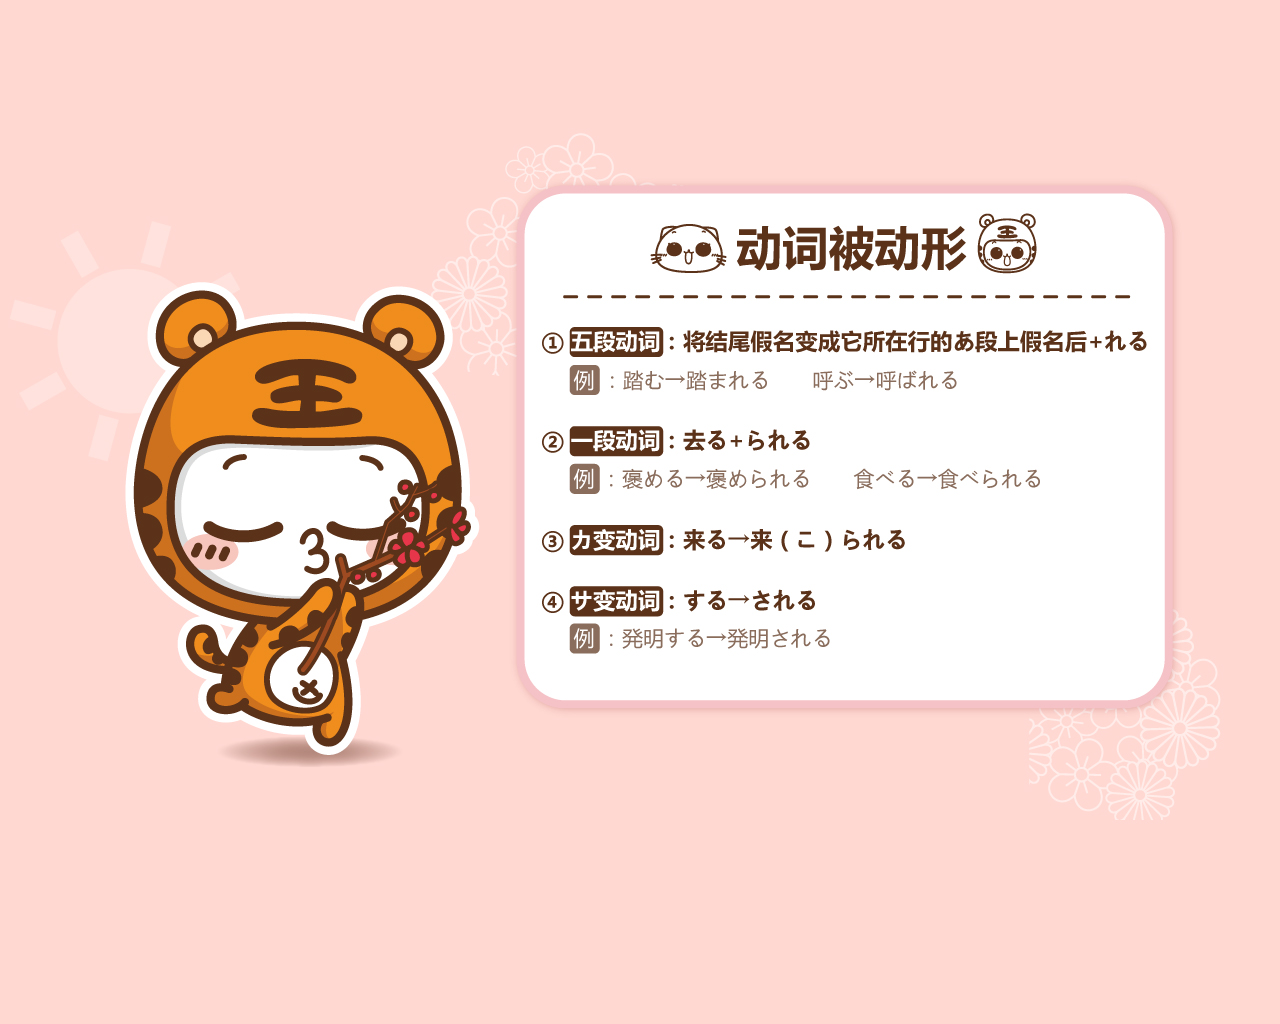 王
动词被动形
王
① 五段动词：将结尾假名变成它所在行的あ段上假名后+れる
例：踏む→踏まれる　　呼ぶ→呼ばれる
② 一段动词：去る+られる
例：褒める→褒められる　　食べる→食べられる
③ カ变动词：来る→来（こ）られる
④ サ变动词：する→される
例：発明する→発明される